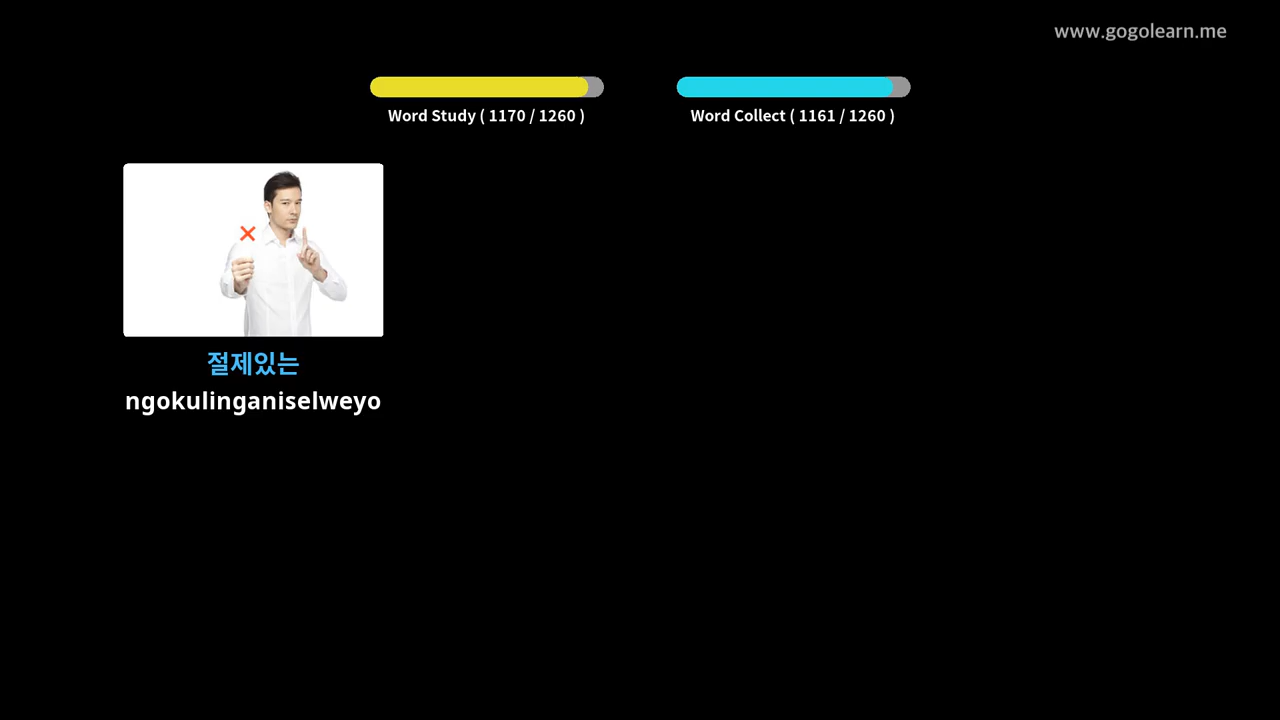 www.gogolearn.me
Word Study ( 1170 / 1260 )
Word Collect ( 1161 / 1260 )
절제있는
ngokulinganiselweyo